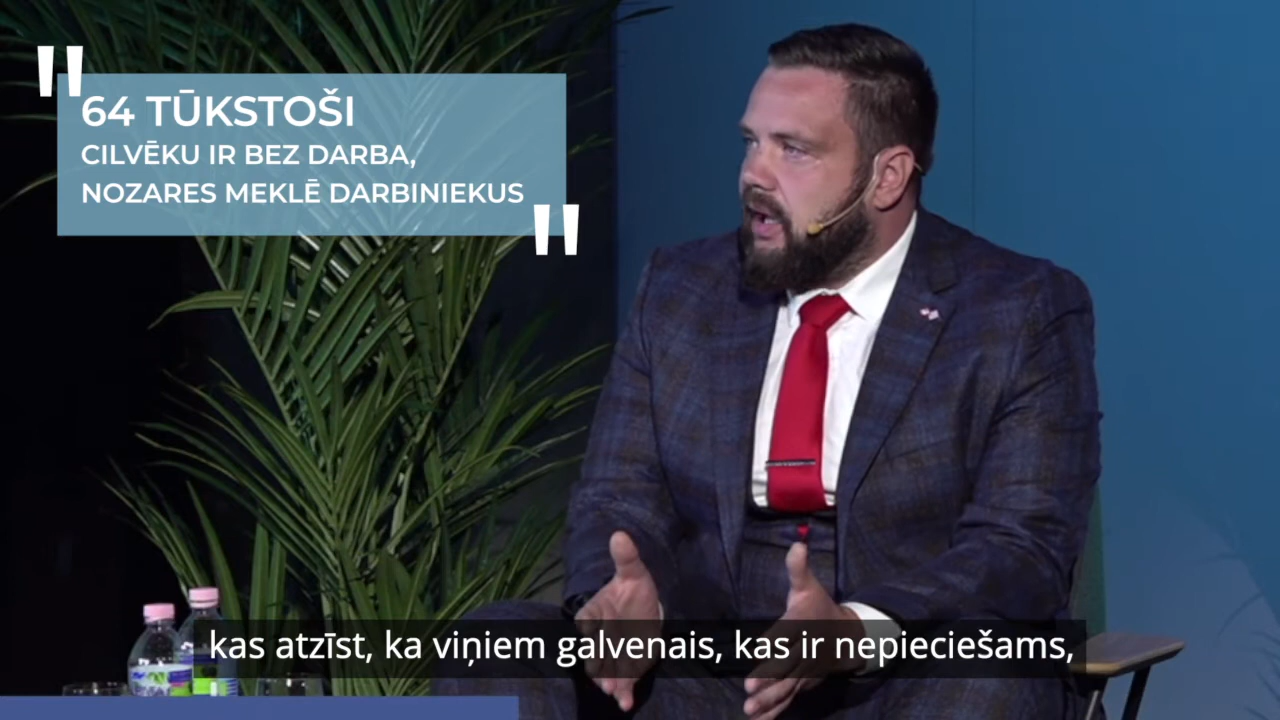 "64 TŪKSTOŠI
CILVĒKU IR BEZ DARBA,
NOZARES MEKLĒ DARBINIEKUS"
kas atzīst, ka viņiem galvenais, kas ir nepieciešams,